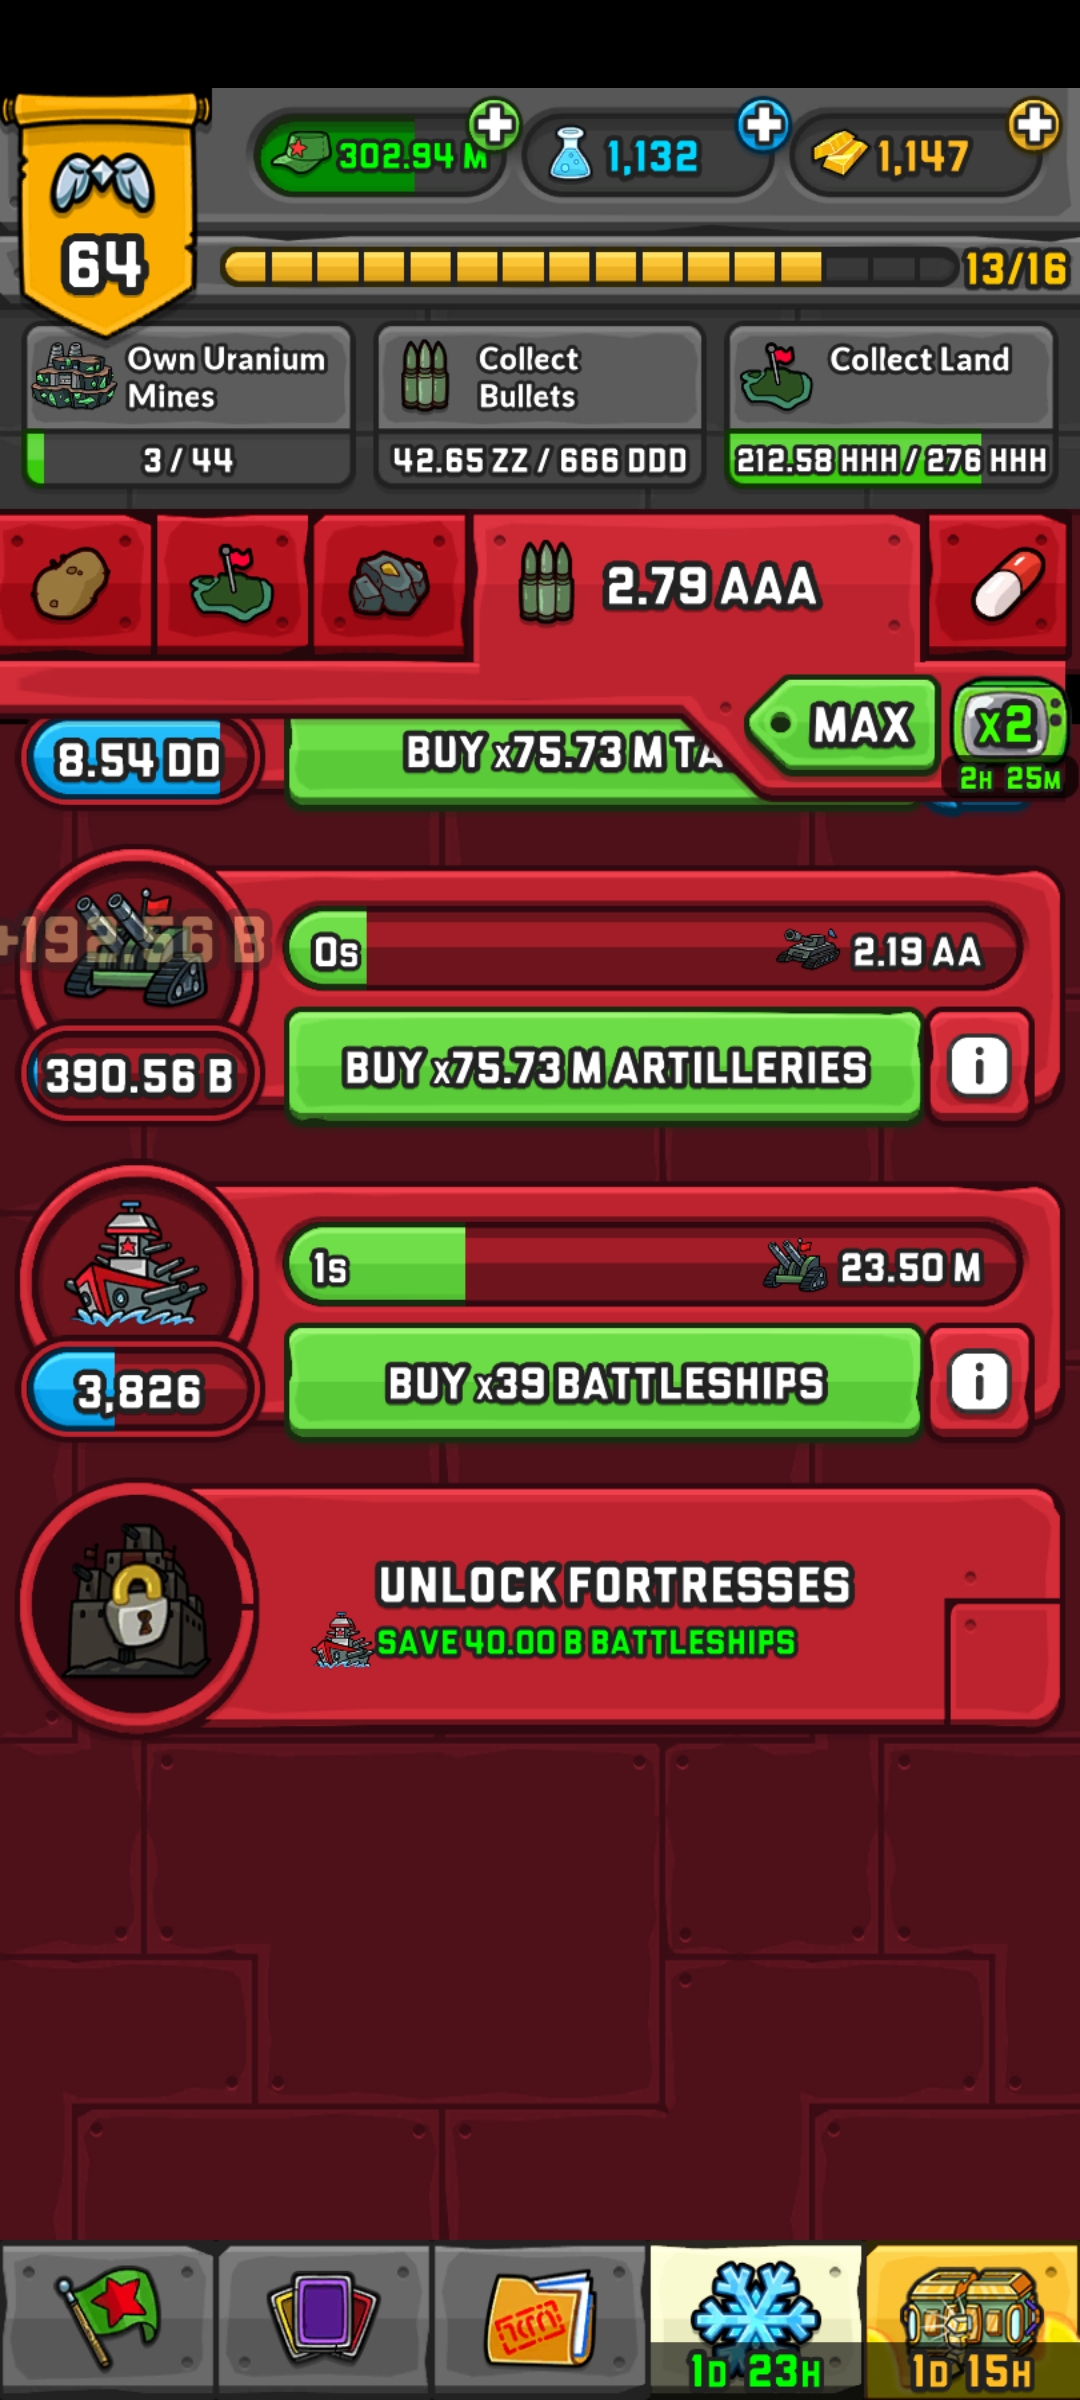 302.94 M
1,132
1,147
64
13/16
Own Uranium
Mines
3 / 44
Collect
Bullets
42.65 ZZ / 666 DDD
Collect Land
212.58 HHH / 276 HHH
2.79 AAA
MAX
x2
2H 25M
8.54 DD
BUY x75.73 M TA
+192.56 B
0s
2.19 AA
390.56 B
BUY x75.73 M ARTILLERIES
i
1s
23.50 M
3,826
BUY x39 BATTLESHIPS
i
UNLOCK FORTRESSES
SAVE 40.00 B BATTLESHIPS
1D 23H
1D 15H